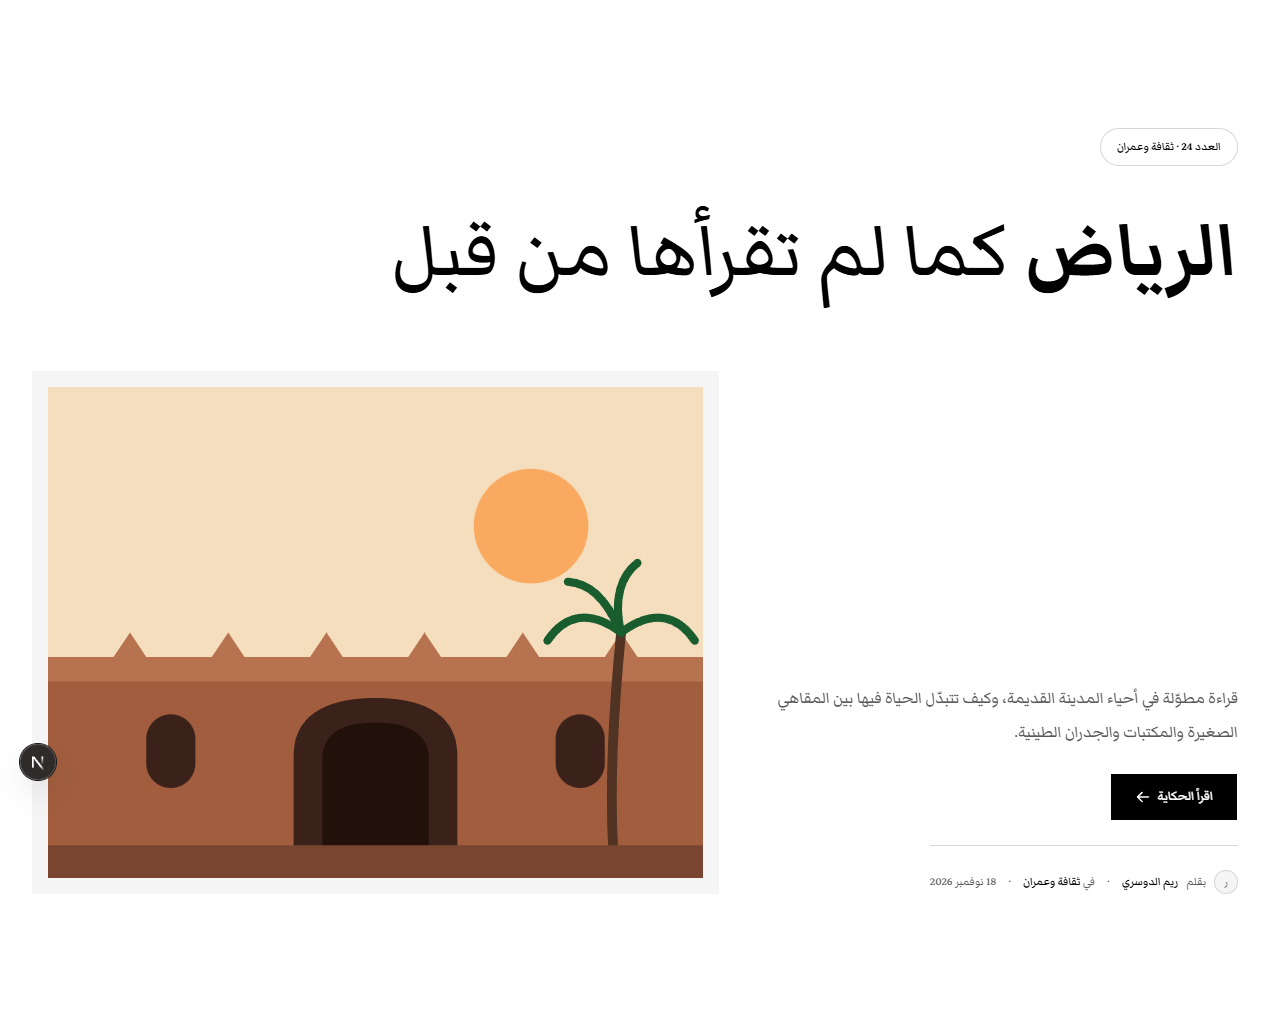 العدد 24 · ثقافة وعمران
الرياض كما لم تقرأها من قبل
قراءة مطوّلة في أحياء المدينة القديمة، وكيف تتبدّل الحياة فيها بين المقاهي
الصغيرة والمكتبات والجدران الطينية.
اقرأ الحكاية ←
ر بقلم ريم الدوسري · في ثقافة وعمران · 18 نوفمبر 2026
N